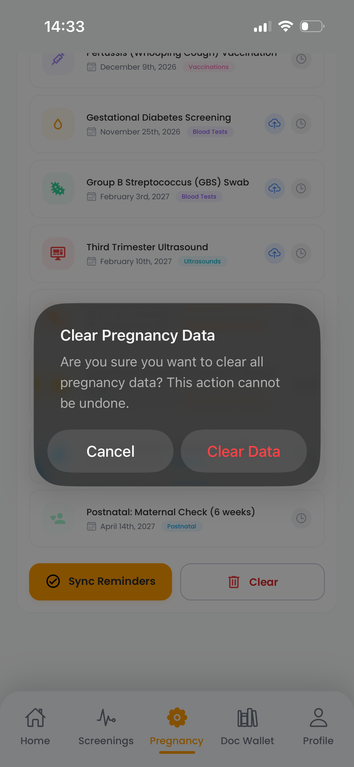 14:33
Pertussis (Whooping Cough) Vaccination
December 9th, 2026 Vaccinations
Gestational Diabetes Screening
November 25th, 2026 Blood Tests
Group B Streptococcus (GBS) Swab
February 3rd, 2027 Blood Tests
Third Trimester Ultrasound
February 10th, 2027 Ultrasounds
Clear Pregnancy Data
Are you sure you want to clear all
pregnancy data? This action cannot
be undone.
Cancel Clear Data
Postnatal: Maternal Check (6 weeks)
April 14th, 2027 Postnatal
Sync Reminders Clear
Home Screenings Pregnancy Doc Wallet Profile